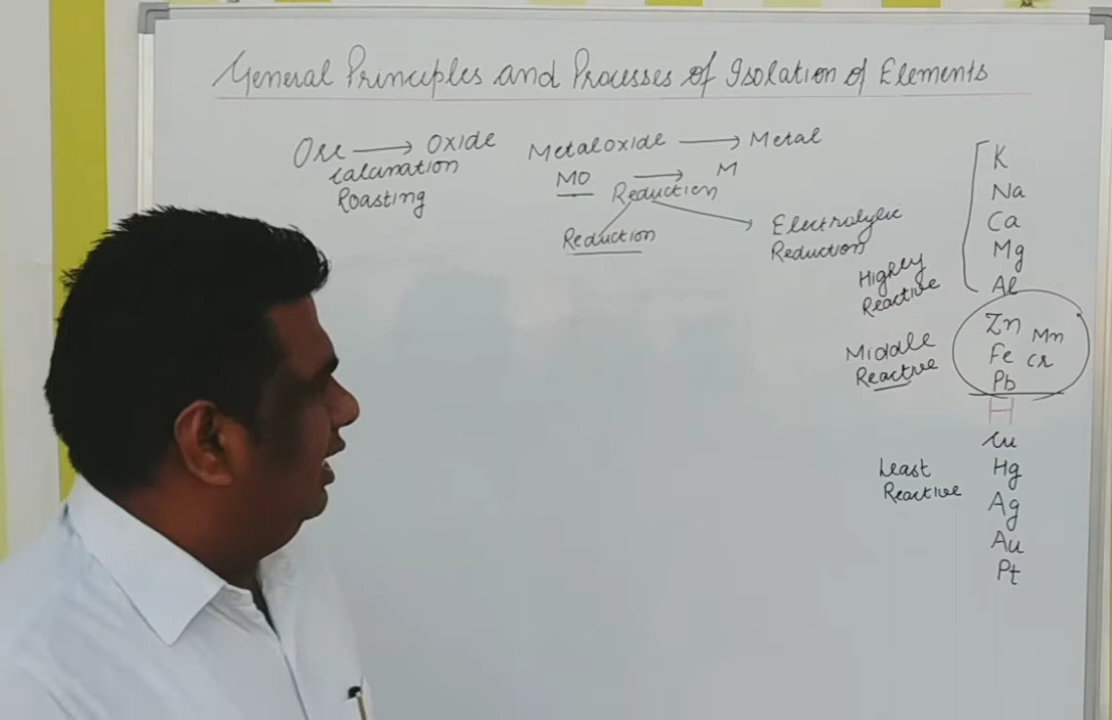 General Principles and Processes of Isolation of Elements
Ore → Oxide
Calcination
Roasting
Metaloxide → Metal
MO → M
Reduction
Reduction
Electrolytic
Reduction
Highly
Reactive
K
Na
Ca
Mg
Al
Middle
Reactive
Zn Mn
Fe Cr
Pb
H
Least
Reactive
Cu
Hg
Ag
Au
Pt